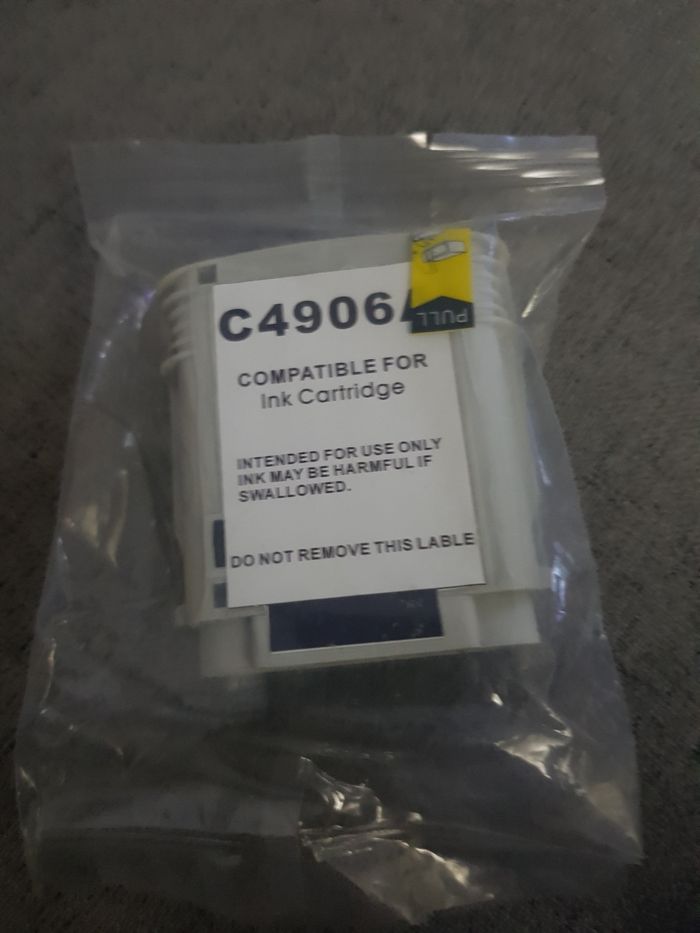 C4906A
PULL
COMPATIBLE FOR
Ink Cartridge
INTENDED FOR USE ONLY
INK MAY BE HARMFUL IF
SWALLOWED.
DO NOT REMOVE THIS LABLE